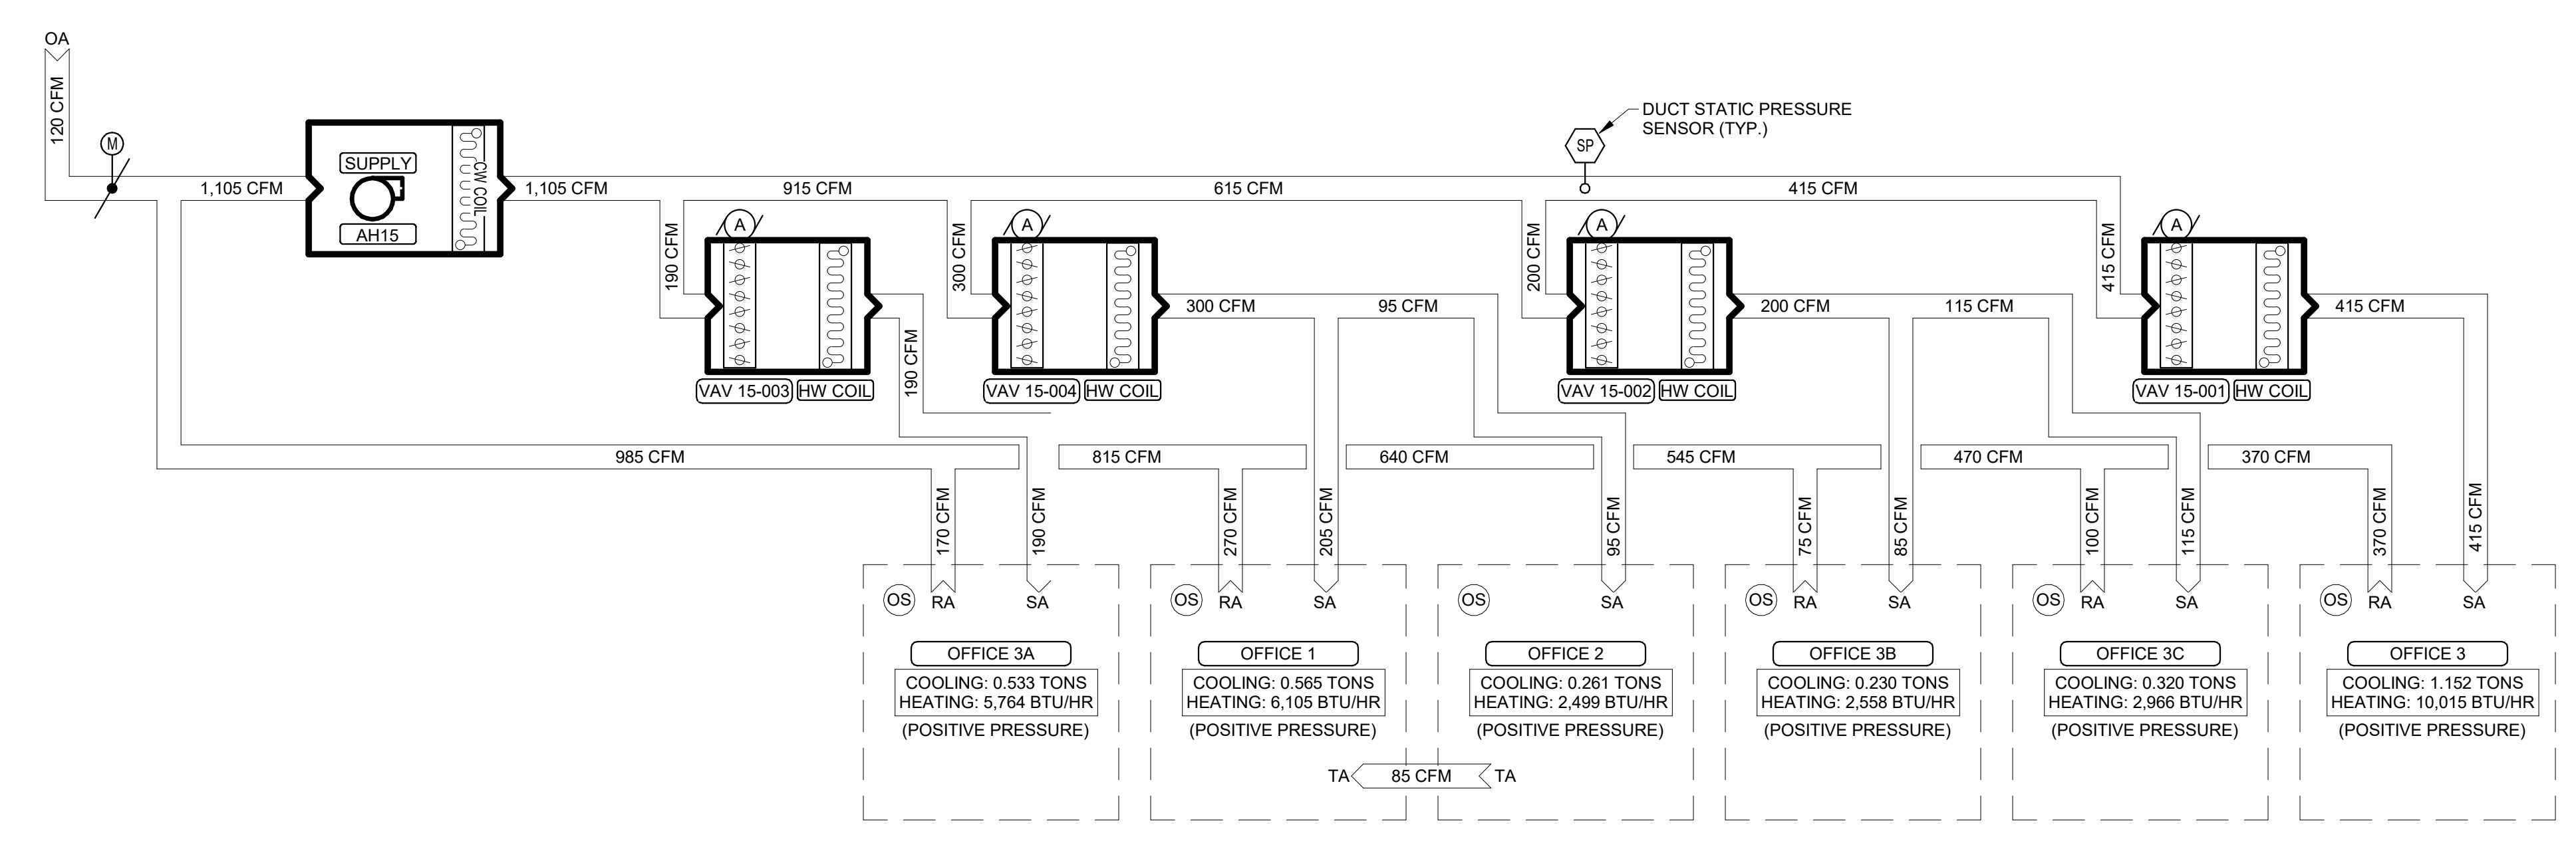 OA
120 CFM
M
1,105 CFM
SUPPLY
AH15
CW COIL
1,105 CFM
915 CFM
615 CFM
SP
DUCT STATIC PRESSURE
SENSOR (TYP.)
415 CFM
190 CFM
A
VAV 15-003
HW COIL
190 CFM
300 CFM
A
VAV 15-004
HW COIL
300 CFM
95 CFM
200 CFM
A
VAV 15-002
HW COIL
200 CFM
115 CFM
415 CFM
A
VAV 15-001
HW COIL
415 CFM
985 CFM
815 CFM
640 CFM
545 CFM
470 CFM
370 CFM
170 CFM
190 CFM
270 CFM
205 CFM
95 CFM
75 CFM
85 CFM
100 CFM
115 CFM
370 CFM
415 CFM
OS
RA
SA
OFFICE 3A
COOLING: 0.533 TONS
HEATING: 5,764 BTU/HR
(POSITIVE PRESSURE)
OS
RA
SA
OFFICE 1
COOLING: 0.565 TONS
HEATING: 6,105 BTU/HR
(POSITIVE PRESSURE)
OS
SA
OFFICE 2
COOLING: 0.261 TONS
HEATING: 2,499 BTU/HR
(POSITIVE PRESSURE)
TA
85 CFM
TA
OS
RA
SA
OFFICE 3B
COOLING: 0.230 TONS
HEATING: 2,558 BTU/HR
(POSITIVE PRESSURE)
OS
RA
SA
OFFICE 3C
COOLING: 0.320 TONS
HEATING: 2,966 BTU/HR
(POSITIVE PRESSURE)
OS
RA
SA
OFFICE 3
COOLING: 1.152 TONS
HEATING: 10,015 BTU/HR
(POSITIVE PRESSURE)